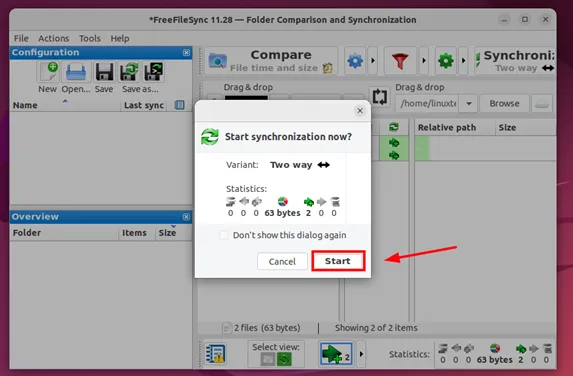 *FreeFileSync 11.28 — Folder Comparison and Synchronization
File Actions Tools Help
Configuration
New Open... Save Save as...
Name Last sync
Overview
Folder Items Size
Compare
File time and size
Synchroni:
Two way
Drag & drop
Drag & drop
/home/linuxte
Browse
Relative path Size
Start synchronization now?
Variant: Two way
Statistics:
0 0 0 63 bytes 2 0 0
Don't show this dialog again
Cancel Start
2 files (63 bytes)
Showing 2 of 2 items
Select view:
2
Statistics:
0 0 0 63 bytes 2 0 0